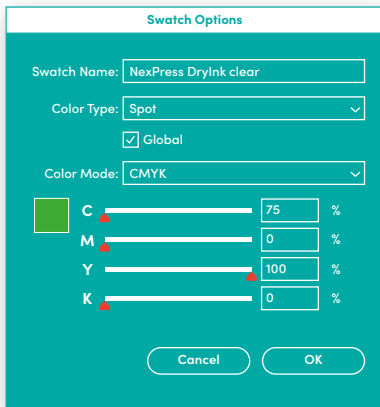 Swatch Options
Swatch Name: NexPress DryInk clear
Color Type: Spot
Global
Color Mode: CMYK
C 75 %
M 0 %
Y 100 %
K 0 %
Cancel OK